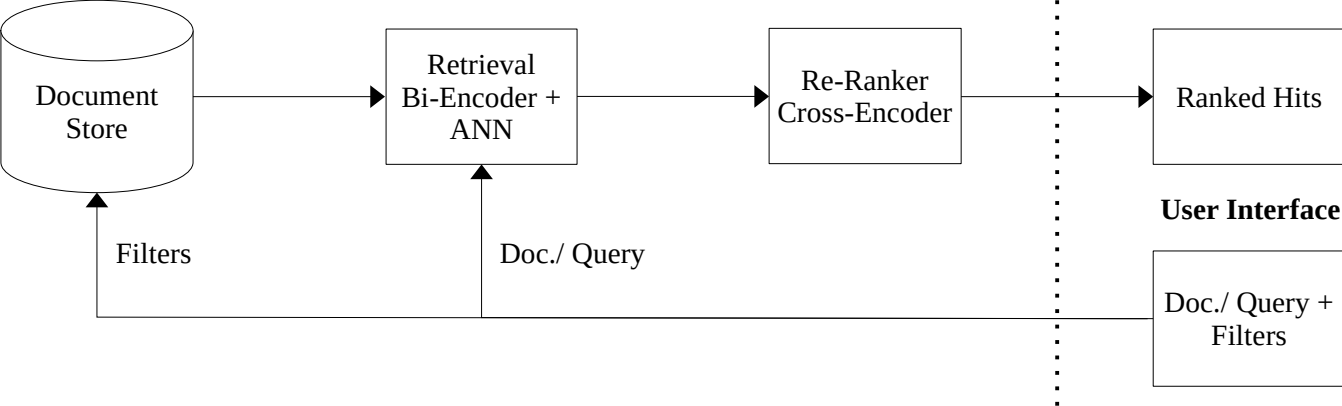 Document
Store
Retrieval
Bi-Encoder +
ANN
Re-Ranker
Cross-Encoder
Ranked Hits
User Interface
Filters
Doc./ Query
Doc./ Query +
Filters